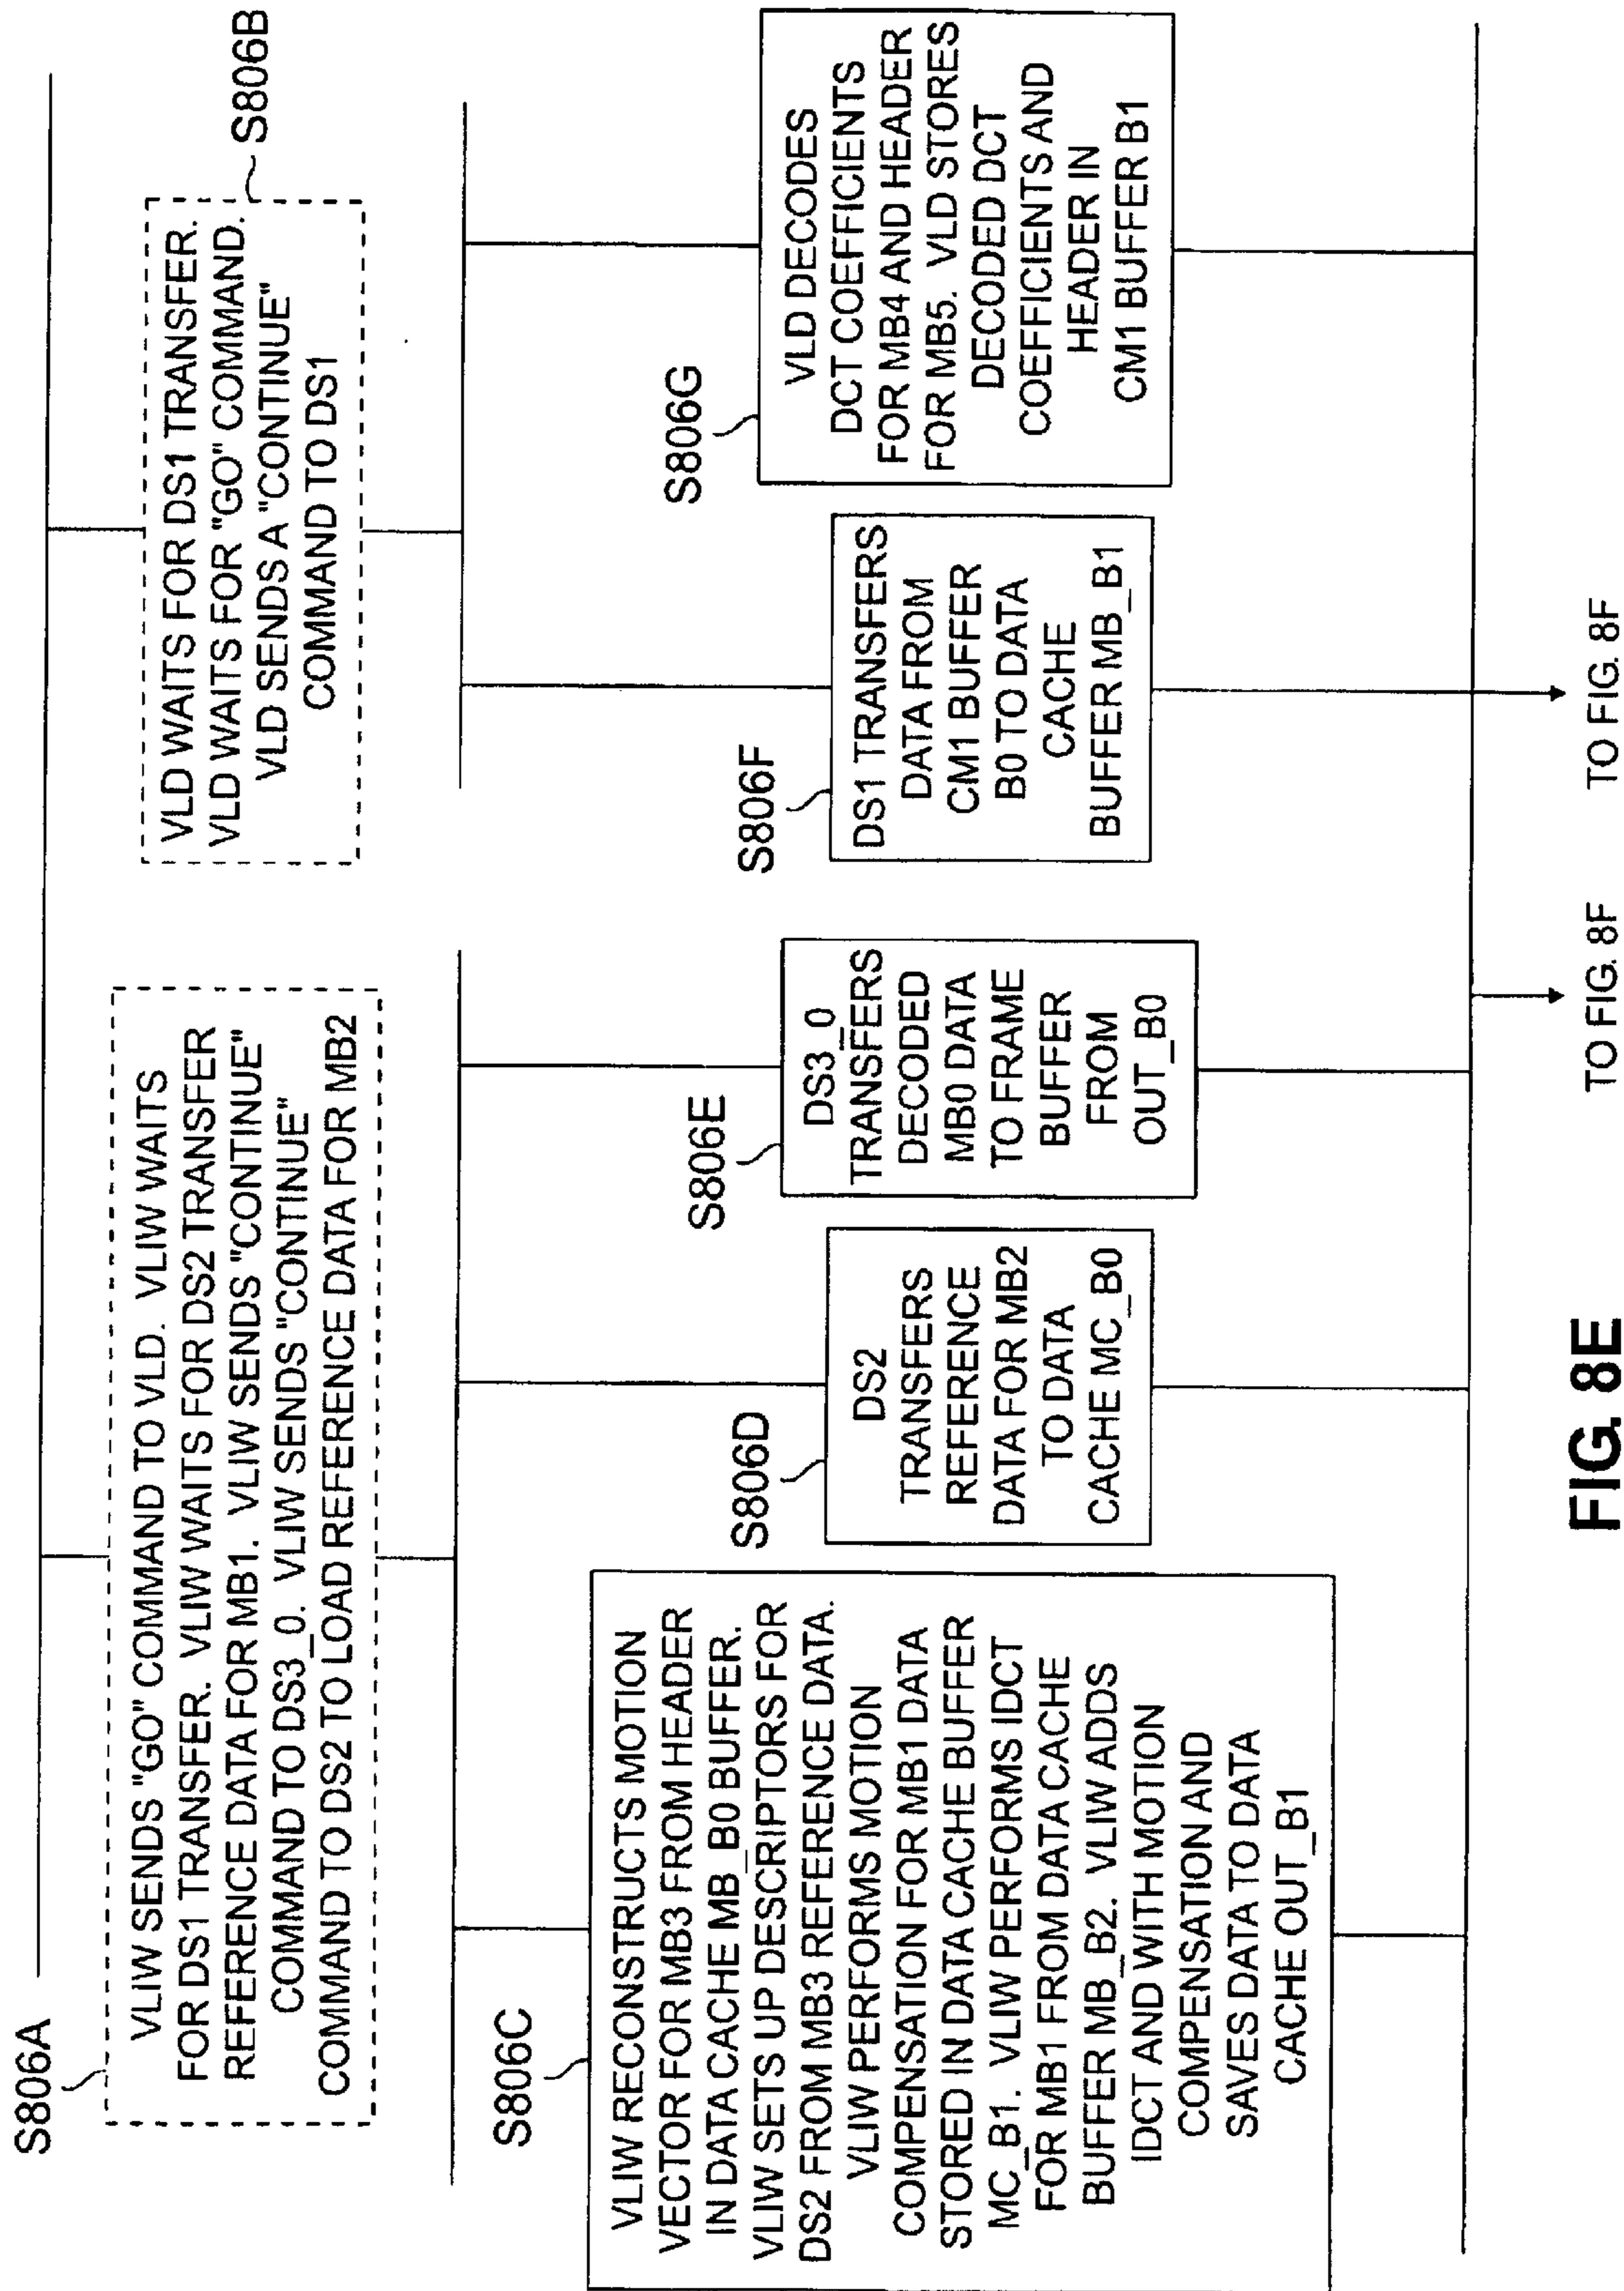 S806A
VLIW SENDS "GO" COMMAND TO VLD. VLIW WAITS
FOR DS1 TRANSFER. VLIW WAITS FOR DS2 TRANSFER
REFERENCE DATA FOR MB1. VLIW SENDS "CONTINUE"
COMMAND TO DS3_0. VLIW SENDS "CONTINUE"
COMMAND TO DS2 TO LOAD REFERENCE DATA FOR MB2
VLD WAITS FOR DS1 TRANSFER.
VLD WAITS FOR "GO" COMMAND.
VLD SENDS A "CONTINUE"
COMMAND TO DS1
S806B
S806C
VLIW RECONSTRUCTS MOTION
VECTOR FOR MB3 FROM HEADER
IN DATA CACHE MB_B0 BUFFER.
VLIW SETS UP DESCRIPTORS FOR
DS2 FROM MB3 REFERENCE DATA.
VLIW PERFORMS MOTION
COMPENSATION FOR MB1 DATA
STORED IN DATA CACHE BUFFER
MC_B1. VLIW PERFORMS IDCT
FOR MB1 FROM DATA CACHE
BUFFER MB_B2. VLIW ADDS
IDCT AND WITH MOTION
COMPENSATION AND
SAVES DATA TO DATA
CACHE OUT_B1
S806D
DS2
TRANSFERS
REFERENCE
DATA FOR MB2
TO DATA
CACHE MC_B0
S806E
DS3_0
TRANSFERS
DECODED
MB0 DATA
TO FRAME
BUFFER
FROM
OUT_B0
S806F
DS1 TRANSFERS
DATA FROM
CM1 BUFFER
B0 TO DATA
CACHE
BUFFER MB_B1
S806G
VLD DECODES
DCT COEFFICIENTS
FOR MB4 AND HEADER
FOR MB5. VLD STORES
DECODED DCT
COEFFICIENTS AND
HEADER IN
CM1 BUFFER B1
TO FIG. 8F
TO FIG. 8F
FIG. 8E